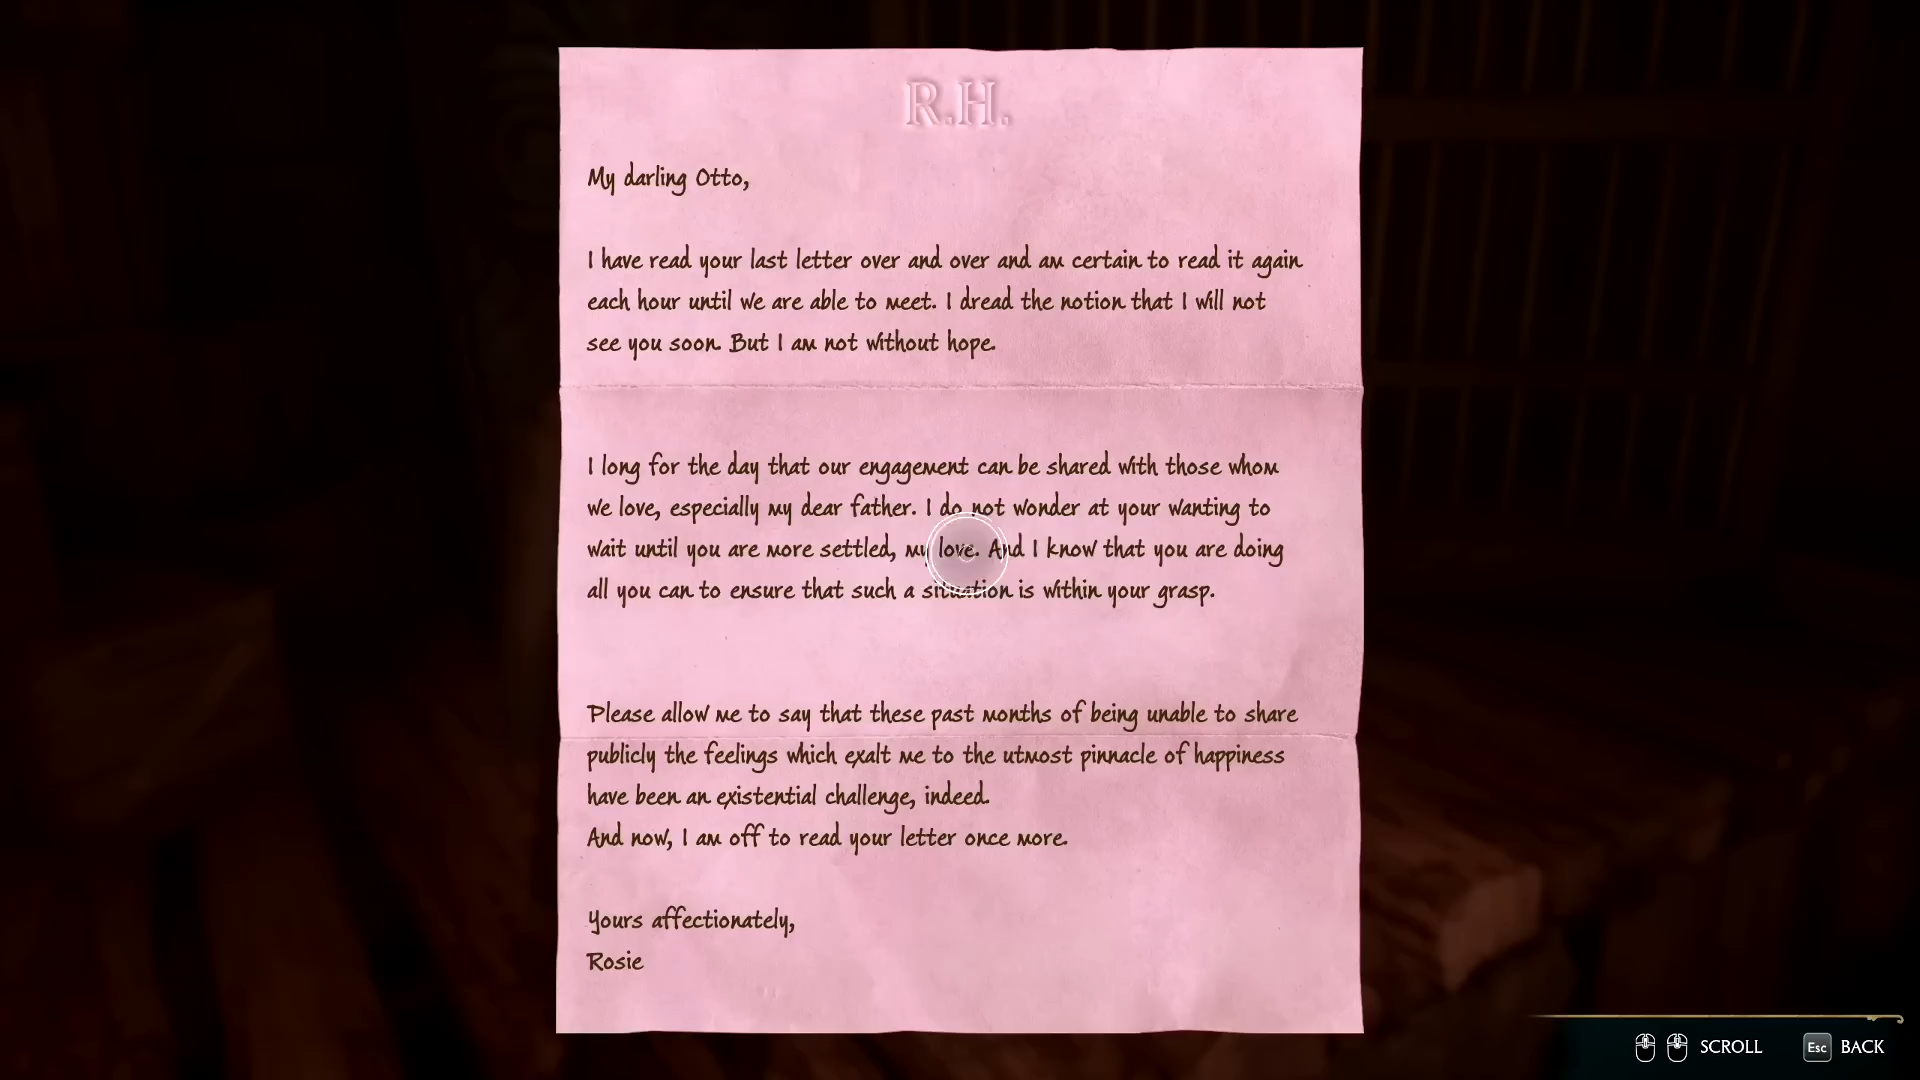 R.H.
My darling Otto,
I have read your last letter over and over and am certain to read it again
each hour until we are able to meet. I dread the notion that I will not
see you soon. But I am not without hope.
I long for the day that our engagement can be shared with those whom
we love, especially my dear father. I do not wonder at your wanting to
wait until you are more settled, my love. And I know that you are doing
all you can to ensure that such a situation is within your grasp.
Please allow me to say that these past months of being unable to share
publicly the feelings which exalt me to the utmost pinnacle of happiness
have been an existential challenge, indeed.
And now, I am off to read your letter once more.
Yours affectionately,
Rosie
SCROLL Esc BACK